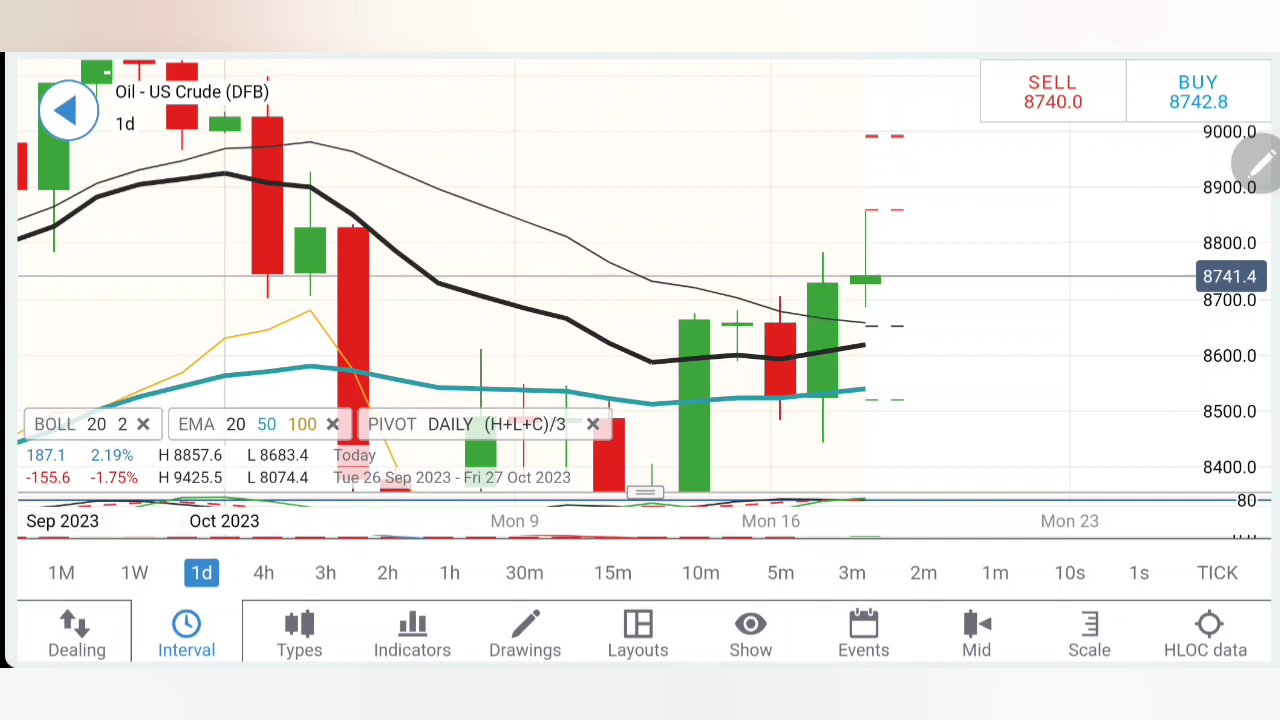 Oil - US Crude (DFB)
1d
SELL
8740.0
BUY
8742.8
9000.0
8900.0
8800.0
8741.4
8700.0
8600.0
8500.0
8400.0
80
BOLL 20 2
EMA 20 50 100
PIVOT DAILY (H+L+C)/3
187.1 2.19% H 8857.6 L 8683.4 Today
-155.6 -1.75% H 9425.5 L 8074.4 Tue 26 Sep 2023 - Fri 27 Oct 2023
Sep 2023 Oct 2023 Mon 9 Mon 16 Mon 23
1M 1W 1d 4h 3h 2h 1h 30m 15m 10m 5m 3m 2m 1m 10s 1s TICK
Dealing Interval Types Indicators Drawings Layouts Show Events Mid Scale HLOC data